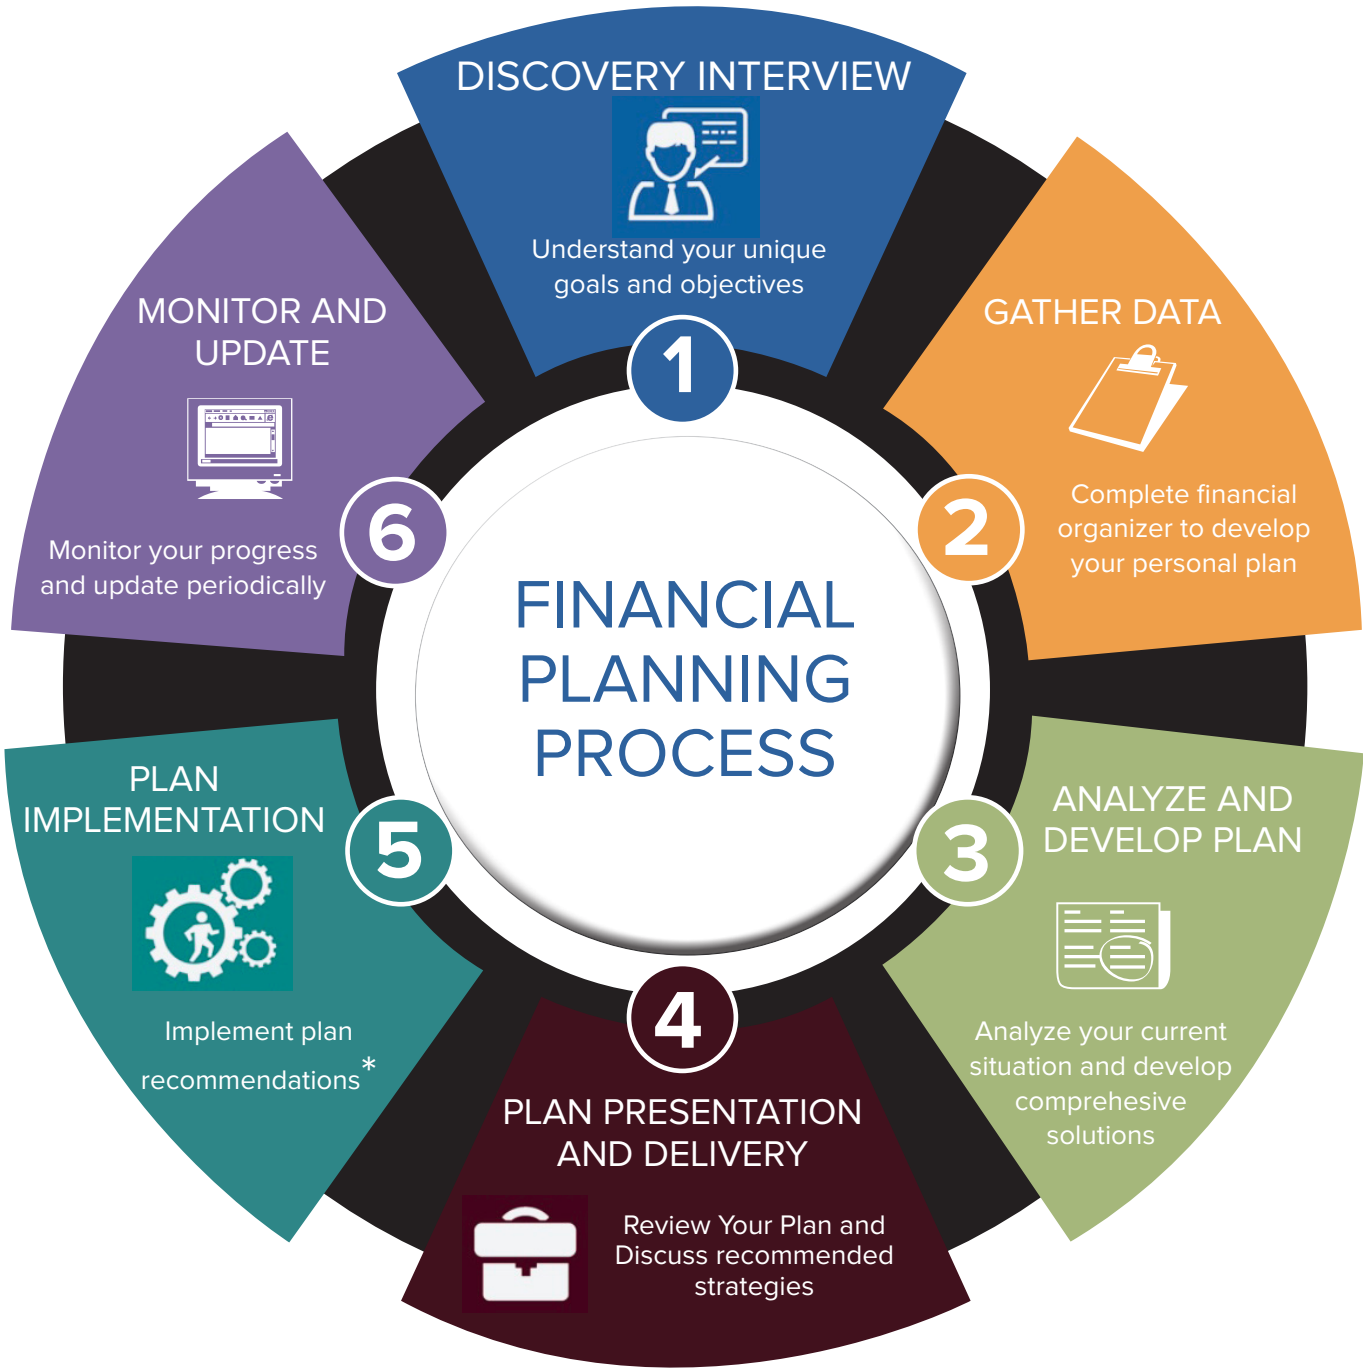 DISCOVERY INTERVIEW
Understand your unique
goals and objectives
1
GATHER DATA
Complete financial
organizer to develop
your personal plan
2
ANALYZE AND
DEVELOP PLAN
Analyze your current
situation and develop
comprehesive
solutions
3
PLAN PRESENTATION
AND DELIVERY
Review Your Plan and
Discuss recommended
strategies
4
PLAN
IMPLEMENTATION
Implement plan
recommendations*
5
MONITOR AND
UPDATE
Monitor your progress
and update periodically
6
FINANCIAL
PLANNING
PROCESS